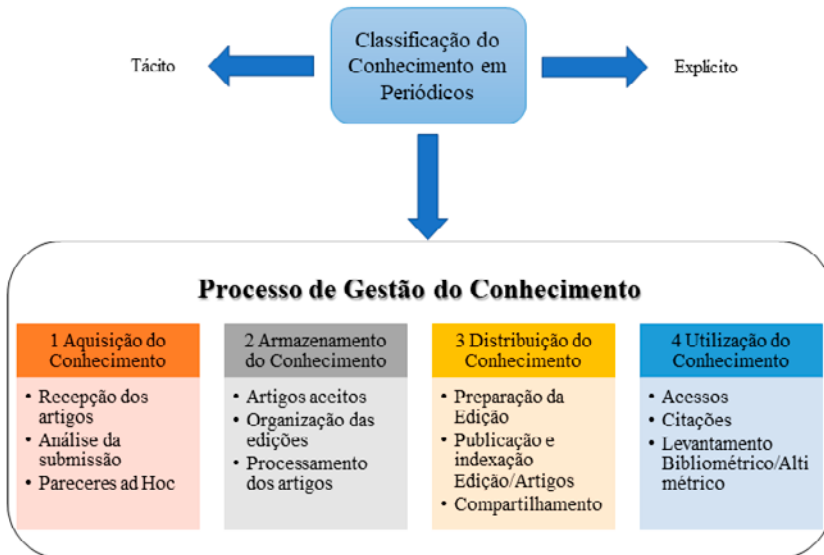 Classificação do
Conhecimento em
Periódicos
Tácito
Explícito
Processo de Gestão do Conhecimento
1 Aquisição do
Conhecimento
• Recepção dos
artigos
• Análise da
submissão
• Pareceres ad Hoc
2 Armazenamento
do Conhecimento
• Artigos aceitos
• Organização das
edições
• Processamento
dos artigos
3 Distribuição do
Conhecimento
• Preparação da
Edição
• Publicação e
indexação
Edição/Artigos
• Compartilhamento
4 Utilização do
Conhecimento
• Acessos
• Citações
• Levantamento
Bibliométrico/Alti
métrico